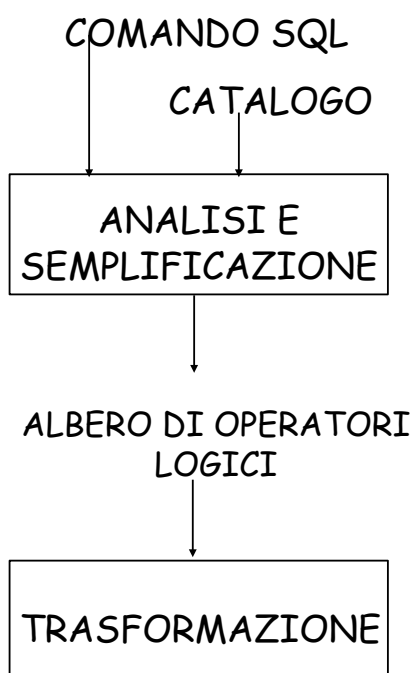 COMANDO SQL
CATALOGO
ANALISI E
SEMPLIFICAZIONE
ALBERO DI OPERATORI
LOGICI
TRASFORMAZIONE